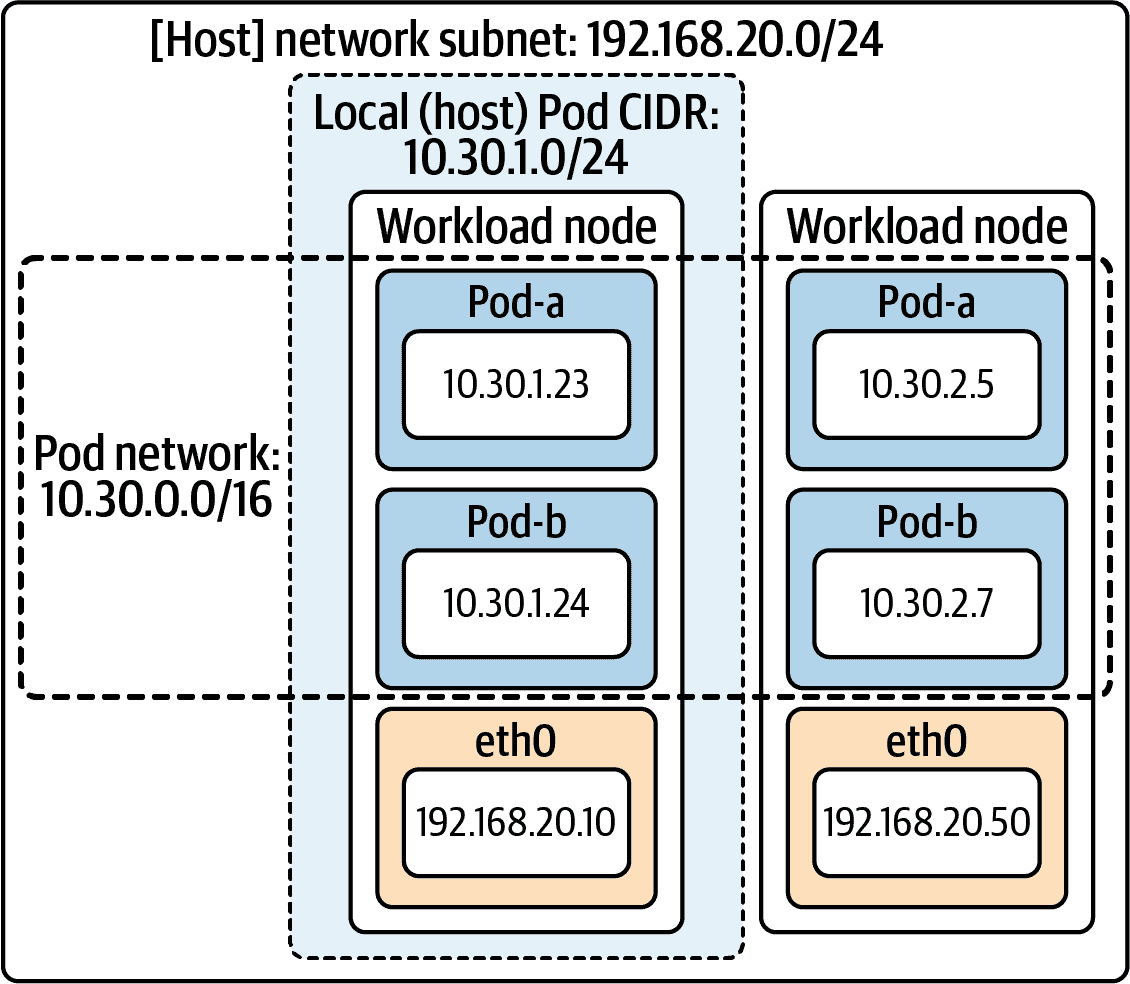 [Host] network subnet: 192.168.20.0/24
Local (host) Pod CIDR:
10.30.1.0/24
Workload node
Pod-a
10.30.1.23
Pod-b
10.30.1.24
eth0
192.168.20.10
Workload node
Pod-a
10.30.2.5
Pod-b
10.30.2.7
eth0
192.168.20.50
Pod network:
10.30.0.0/16